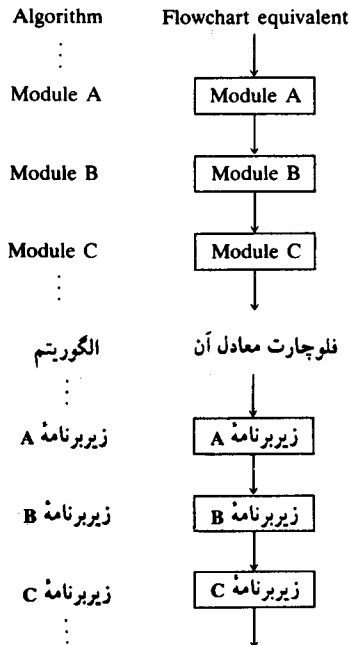 Algorithm Flowchart equivalent
Module A Module A
Module B Module B
Module C Module C
الگوریتم فلوچارت معادل آن
زیربرنامهٔ A زیربرنامهٔ A
زیربرنامهٔ B زیربرنامهٔ B
زیربرنامهٔ C زیربرنامهٔ C